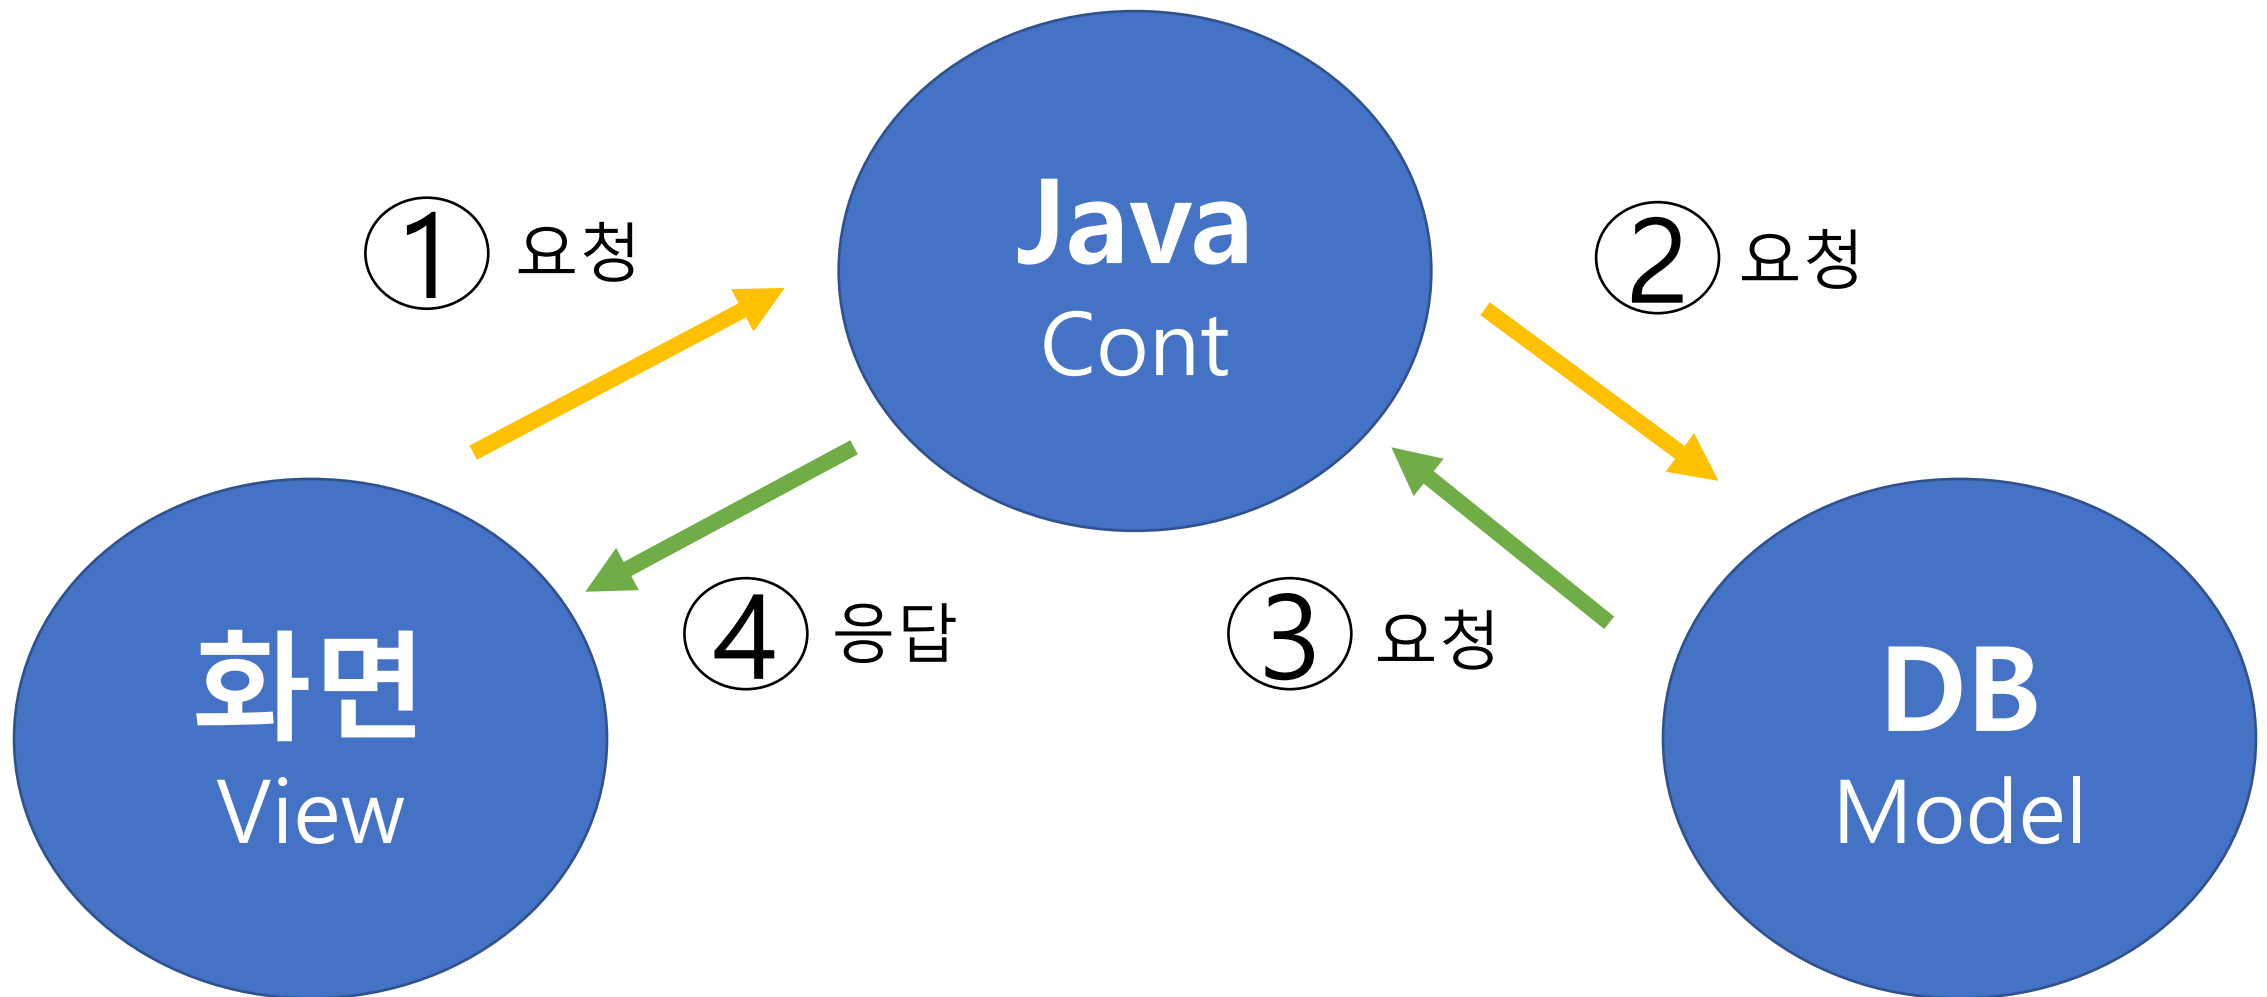 Java
Cont
① 요청
② 요청
③ 요청
④ 응답
화면
View
DB
Model